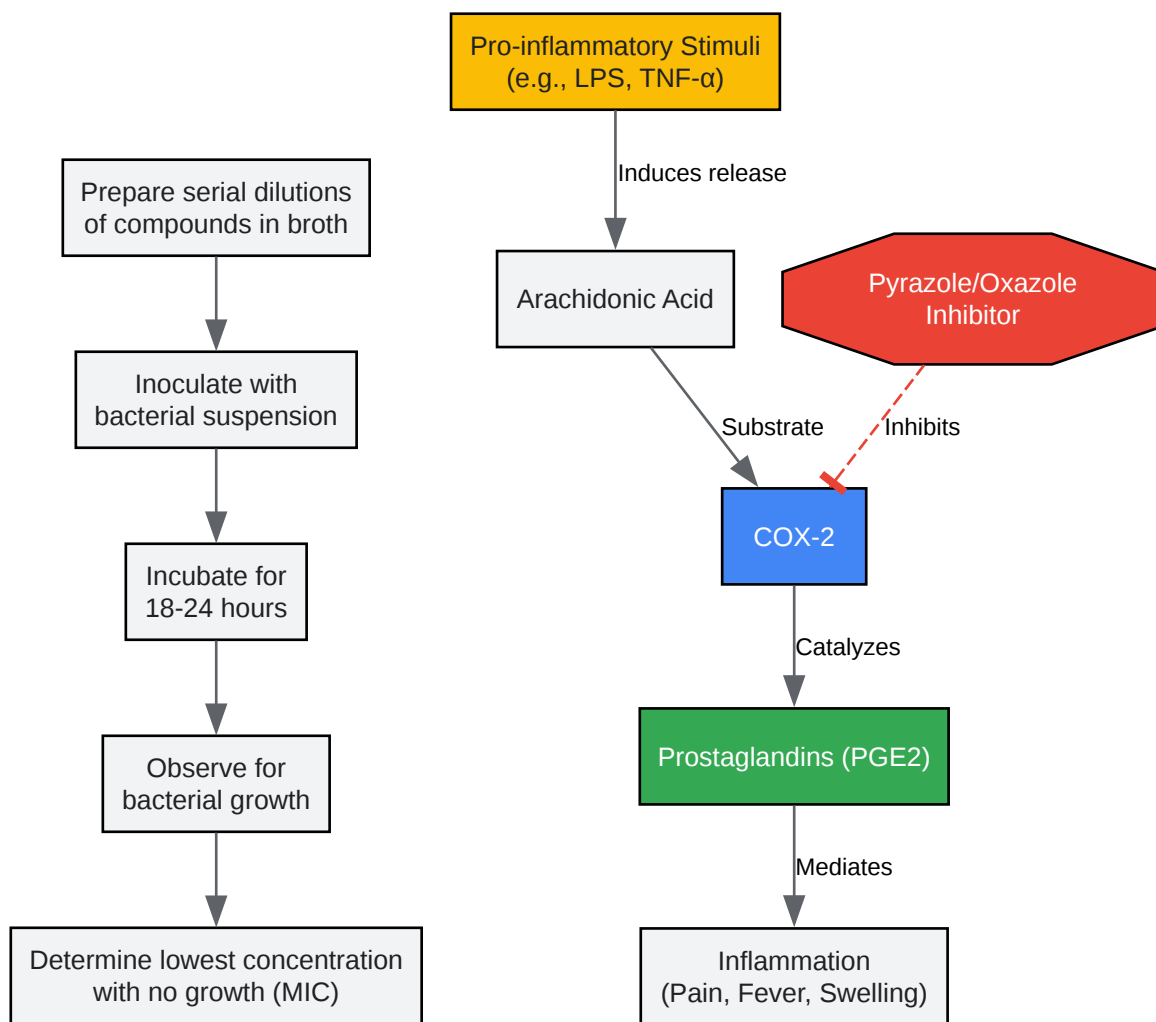 Prepare serial dilutions
of compounds in broth
Inoculate with
bacterial suspension
Incubate for
18-24 hours
Observe for
bacterial growth
Determine lowest concentration
with no growth (MIC)
Pro-inflammatory Stimuli
(e.g., LPS, TNF-α)
Induces release
Arachidonic Acid
Pyrazole/Oxazole
Inhibitor
Substrate
Inhibits
COX-2
Catalyzes
Prostaglandins (PGE2)
Mediates
Inflammation
(Pain, Fever, Swelling)